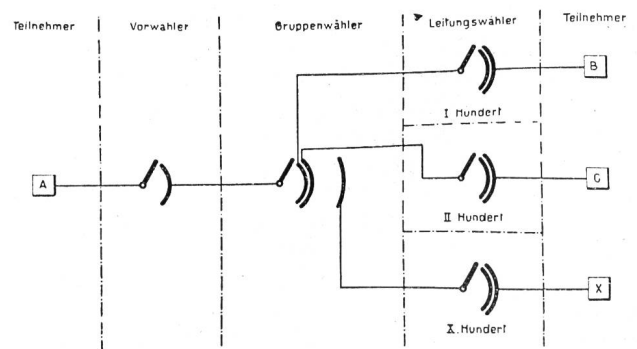 Teilnehmer Vorwähler Gruppenwähler Leitungswähler Teilnehmer
B
I Hundert
A
C
II Hundert
X
X. Hundert